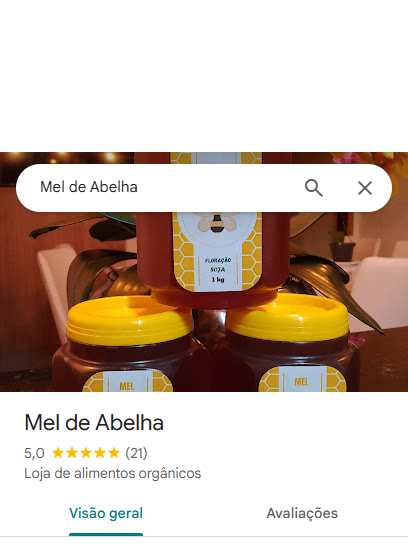 Mel de Abelha
FLORAÇÃO
SOJA
1 kg
MEL
MEL
Mel de Abelha
5,0 (21)
Loja de alimentos orgânicos
Visão geral
Avaliações